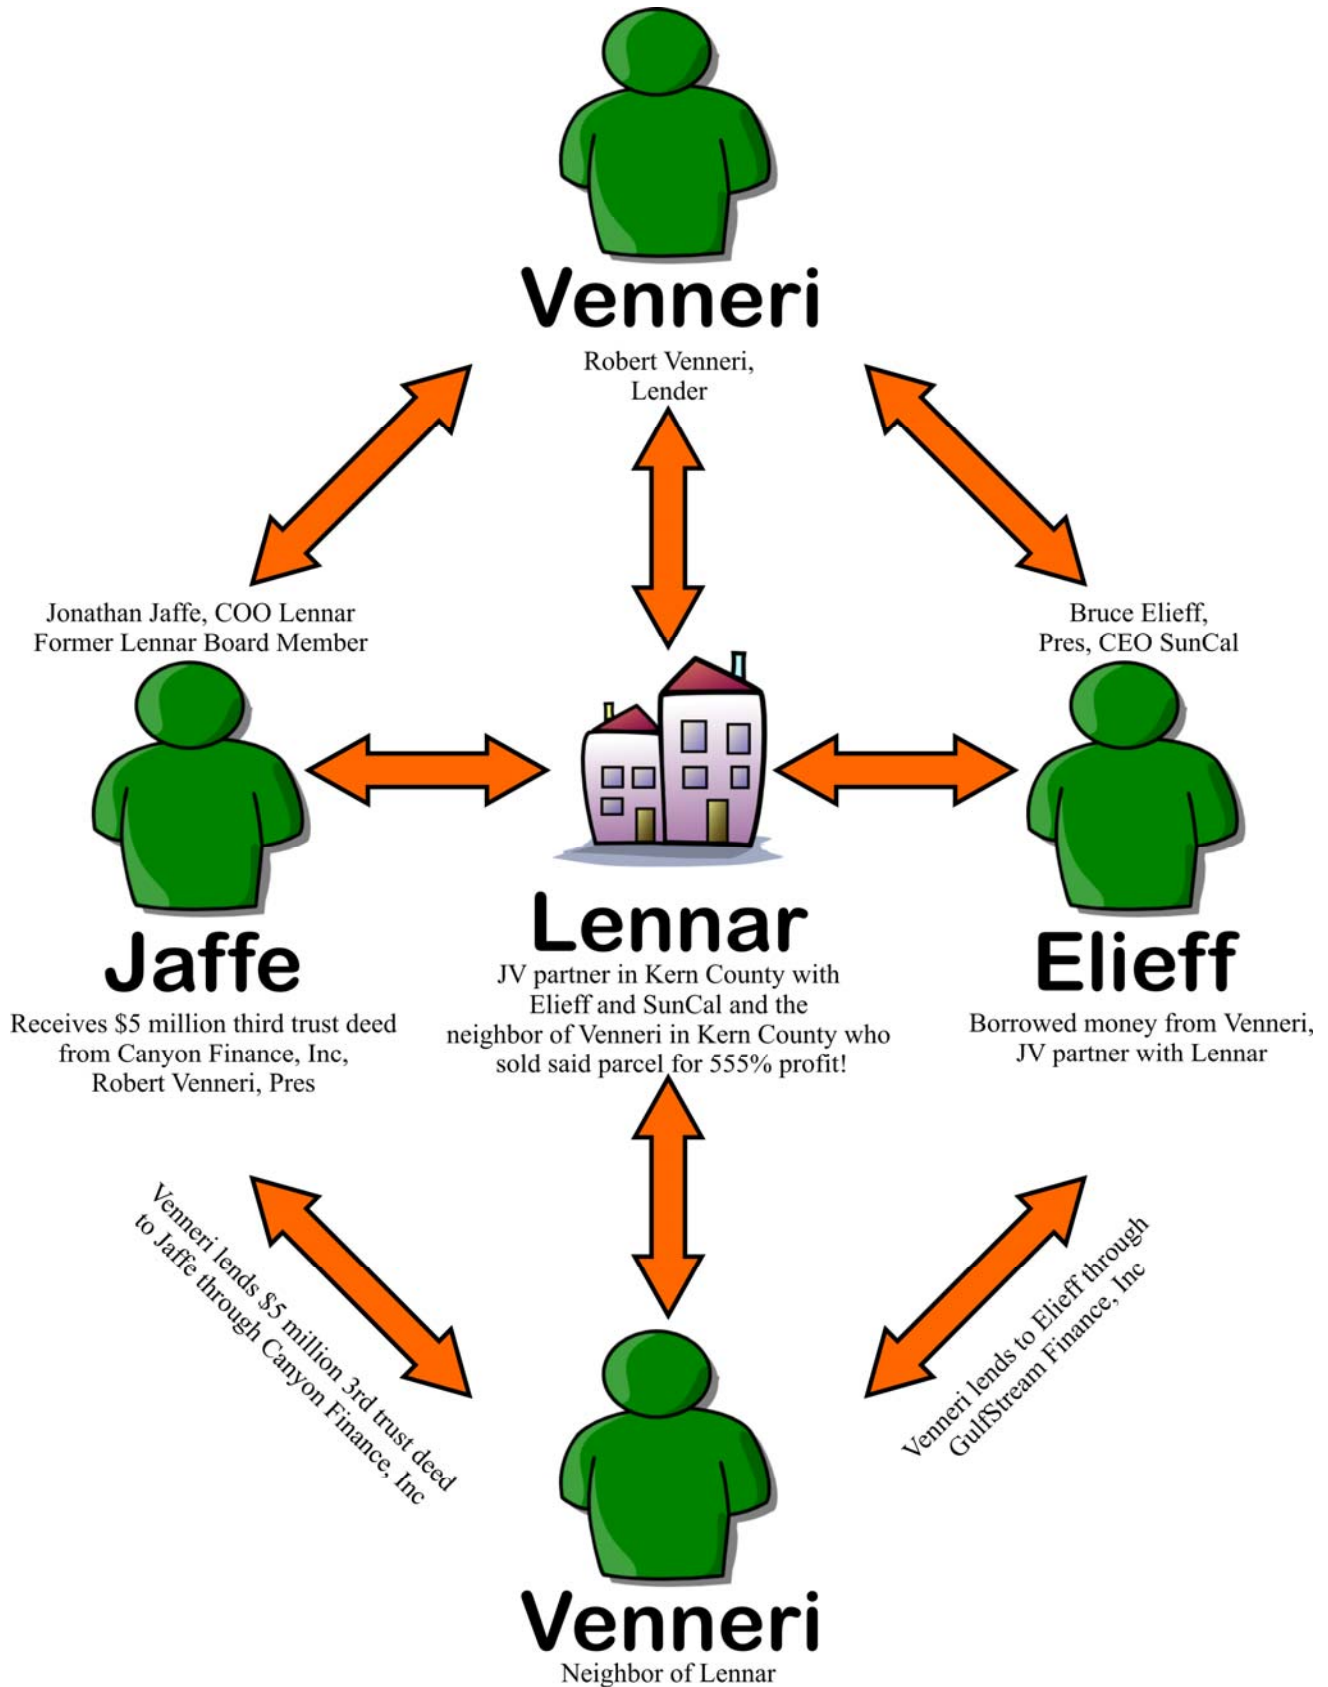 Venneri
Robert Venneri,
Lender
Jonathan Jaffe, COO Lennar
Former Lennar Board Member
Bruce Elieff,
Pres, CEO SunCal
Jaffe
Receives $5 million third trust deed
from Canyon Finance, Inc,
Robert Venneri, Pres
Lennar
JV partner in Kern County with
Elieff and SunCal and the
neighbor of Venneri in Kern County who
sold said parcel for 555% profit!
Elieff
Borrowed money from Venneri,
JV partner with Lennar
Venneri lends $5 million 3rd trust deed
to Jaffe through Canyon Finance, Inc
Venneri lends to Elieff through
GulfStream Finance, Inc
Venneri
Neighbor of Lennar